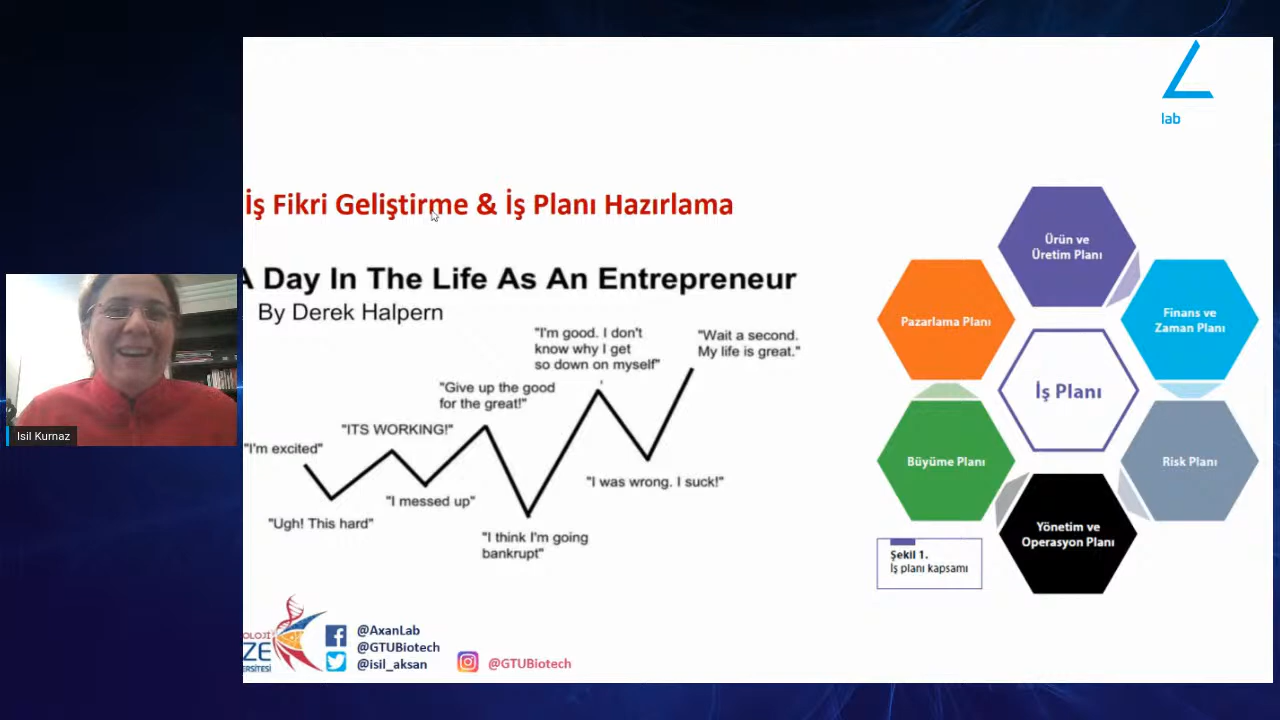 lab
İş Fikri Geliştirme & İş Planı Hazırlama
A Day In The Life As An Entrepreneur
By Derek Halpern
"I'm excited"
"Ugh! This hard"
"ITS WORKING!"
"I messed up"
"Give up the good
for the great!"
"I think I'm going
bankrupt"
"I'm good. I don't
know why I get
so down on myself"
"I was wrong. I suck!"
"Wait a second.
My life is great."
Ürün ve
Üretim Planı
Pazarlama Planı
Finans ve
Zaman Planı
İş Planı
Büyüme Planı
Risk Planı
Yönetim ve
Operasyon Planı
Şekil 1.
İş planı kapsamı
Isil Kurnaz
OLOJİ
ZE
ERSİTESİ
@AxanLab
@GTUBiotech
@isil_aksan
@GTUBiotech